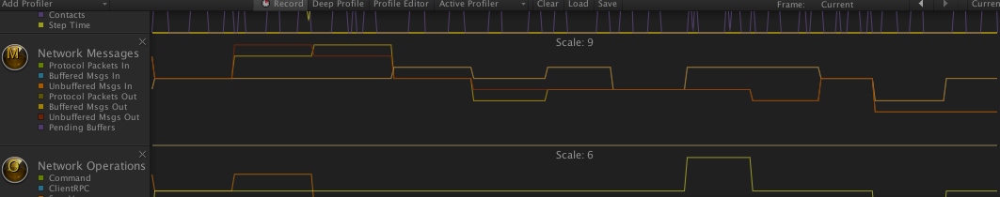 Add Profiler Record Deep Profile Profile Editor Active Profiler Clear Load Save Frame: Current Curren
Contacts
Step Time
Scale: 9
M Network Messages
Protocol Packets In
Buffered Msgs In
Unbuffered Msgs In
Protocol Packets Out
Buffered Msgs Out
Unbuffered Msgs Out
Pending Buffers
Scale: 6
O Network Operations
Command
ClientRPC